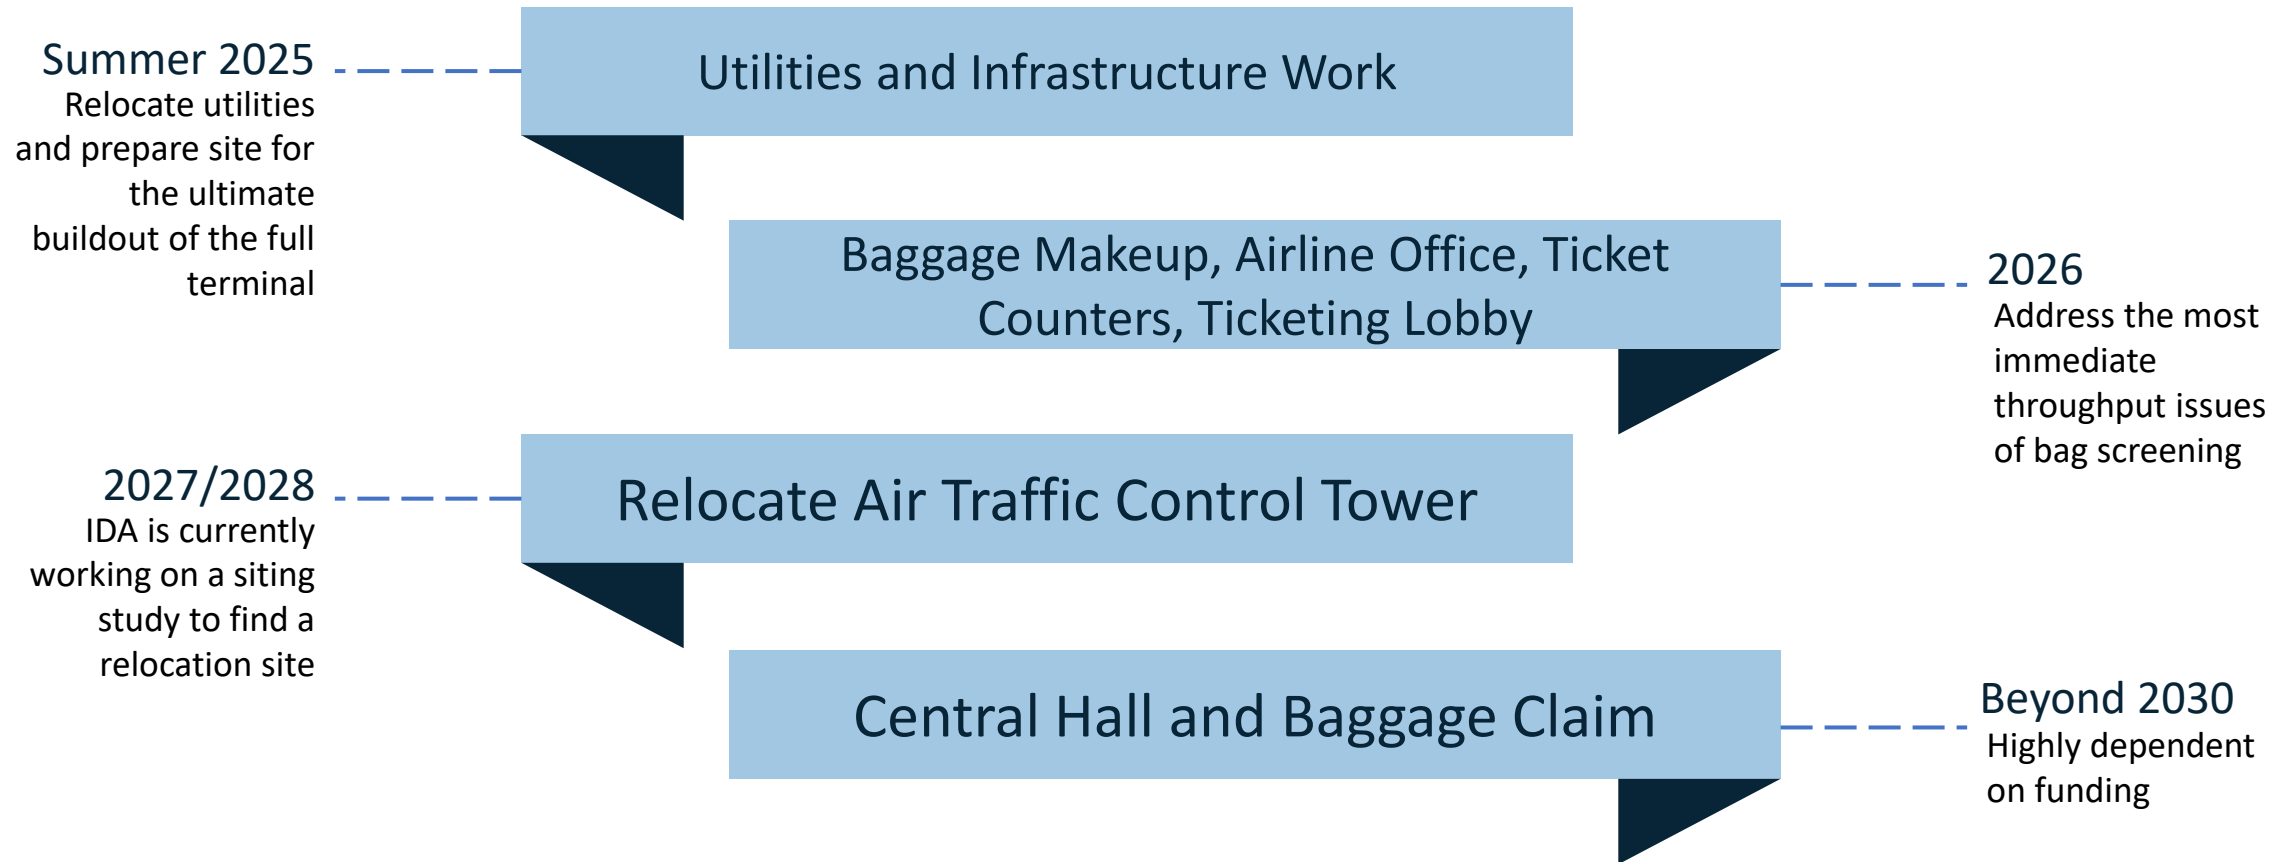 Summer 2025
Relocate utilities
and prepare site for
the ultimate
buildout of the full
terminal
Utilities and Infrastructure Work
Baggage Makeup, Airline Office, Ticket
Counters, Ticketing Lobby
2026
Address the most
immediate
throughput issues
of bag screening
2027/2028
IDA is currently
working on a siting
study to find a
relocation site
Relocate Air Traffic Control Tower
Central Hall and Baggage Claim
Beyond 2030
Highly dependent
on funding